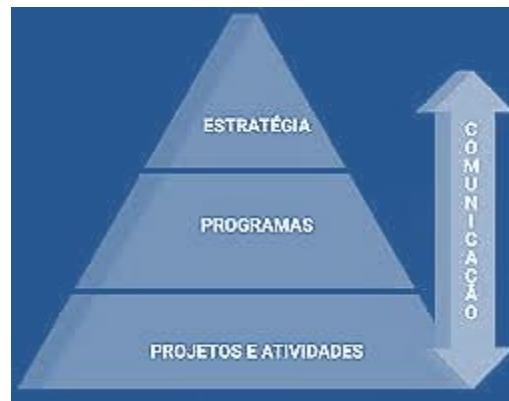 ESTRATÉGIA
PROGRAMAS
PROJETOS E ATIVIDADES
COMUNICAÇÃO